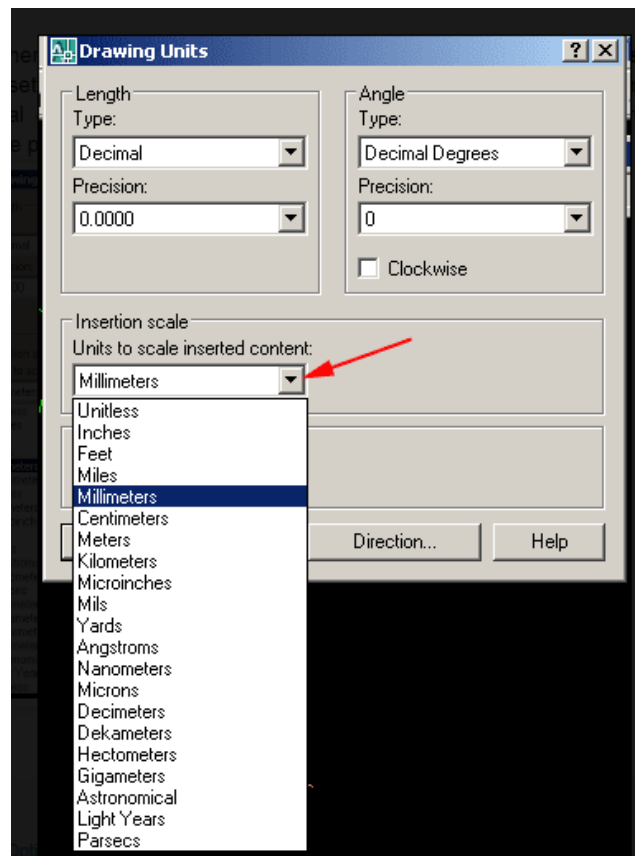 Drawing Units
Length
Type:
Decimal
Precision:
0.0000
Angle
Type:
Decimal Degrees
Precision:
0
Clockwise
Insertion scale
Units to scale inserted content:
Millimeters
Unitless
Inches
Feet
Miles
Millimeters
Centimeters
Meters
Kilometers
Microinches
Mils
Yards
Angstroms
Nanometers
Microns
Decimeters
Dekameters
Hectometers
Gigameters
Astronomical
Light Years
Parsecs
Direction...
Help